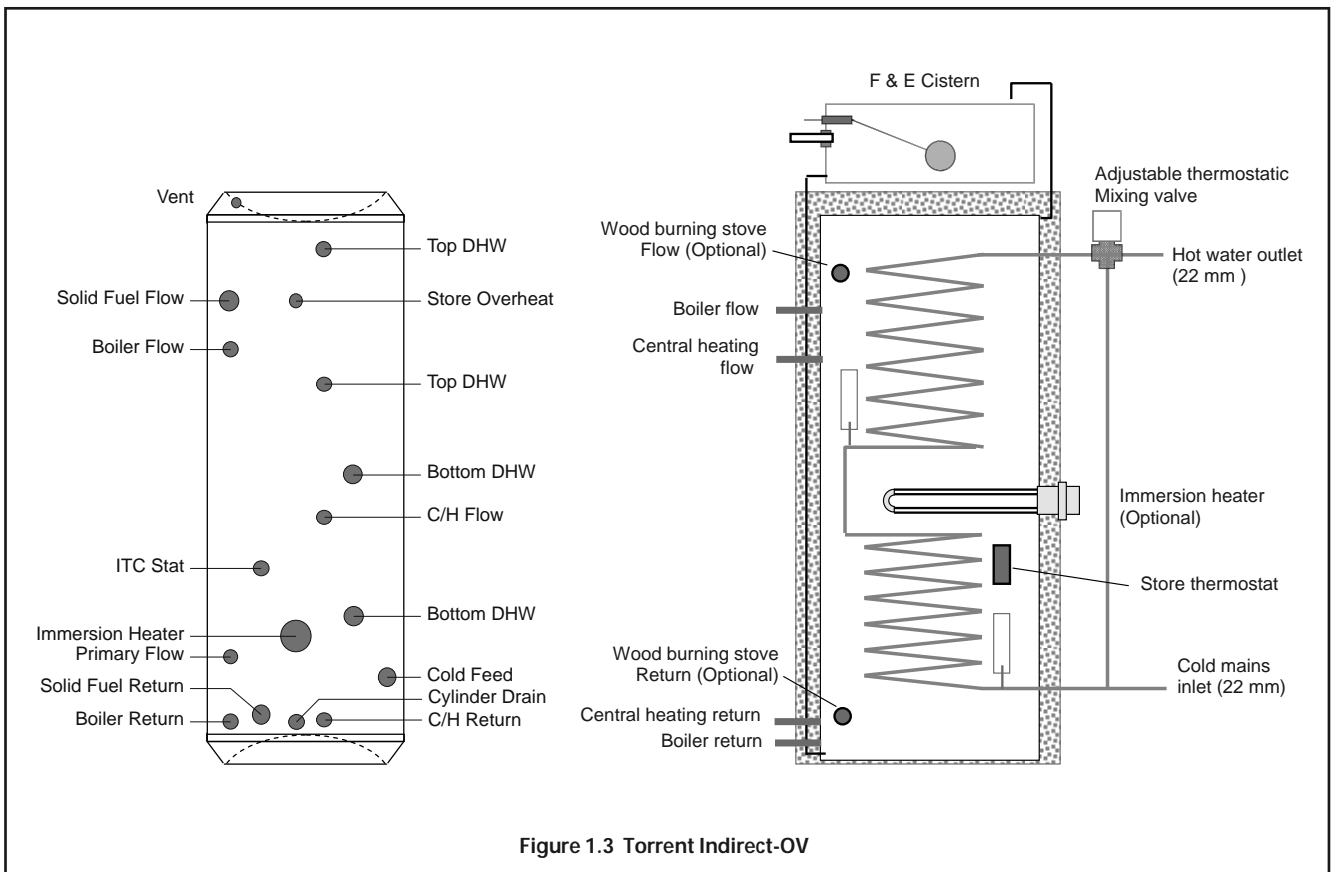 Vent
Top DHW
Solid Fuel Flow
Store Overheat
Boiler Flow
Top DHW
Bottom DHW
C/H Flow
ITC Stat
Bottom DHW
Immersion Heater
Primary Flow
Cold Feed
Solid Fuel Return
Cylinder Drain
Boiler Return
C/H Return
F & E Cistern
Adjustable thermostatic
Mixing valve
Wood burning stove
Flow (Optional)
Hot water outlet
(22 mm )
Boiler flow
Central heating
flow
Immersion heater
(Optional)
Store thermostat
Wood burning stove
Return (Optional)
Cold mains
inlet (22 mm)
Central heating return
Boiler return
Figure 1.3 Torrent Indirect-OV